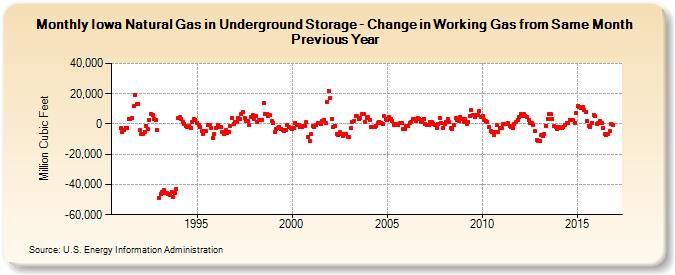 Monthly Iowa Natural Gas in Underground Storage - Change in Working Gas from Same Month
Previous Year
Million Cubic Feet
40,000
20,000
0
-20,000
-40,000
-60,000
1995
2000
2005
2010
2015
Source: U.S. Energy Information Administration